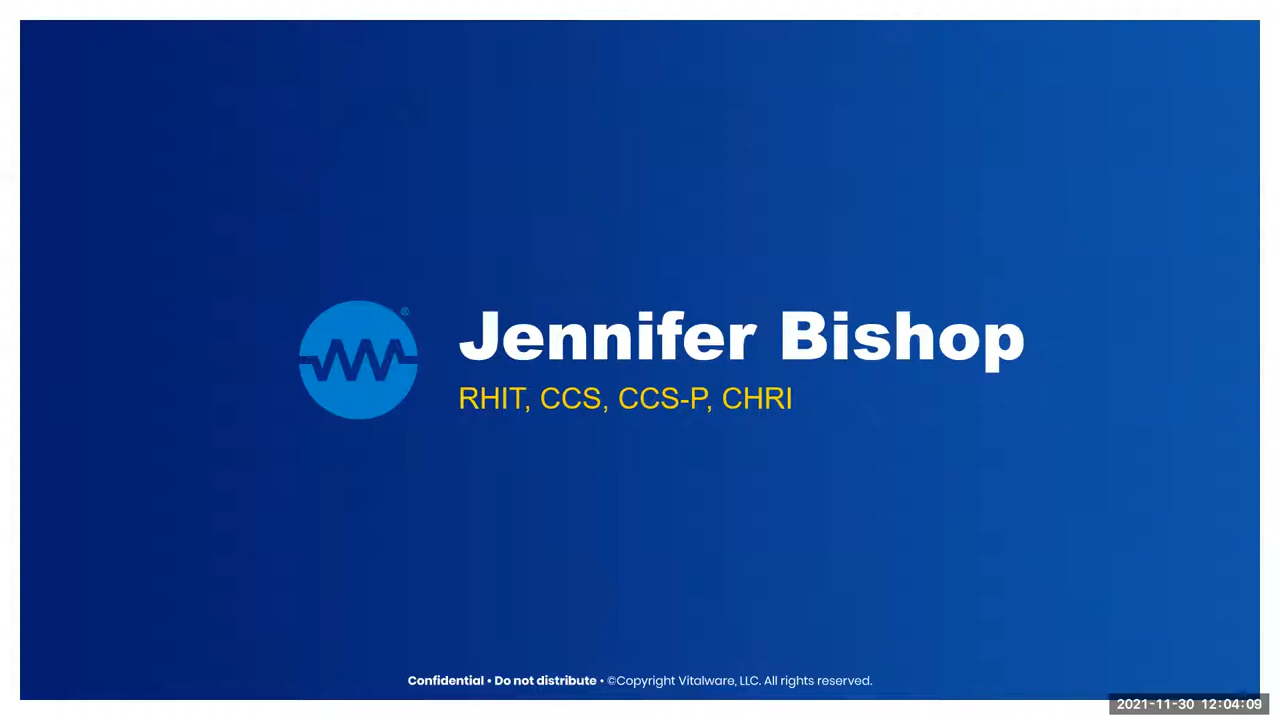 ®
Jennifer Bishop
RHIT, CCS, CCS-P, CHRI
Confidential • Do not distribute • ©Copyright Vitalware, LLC. All rights reserved.
2021-11-30 12:04:09